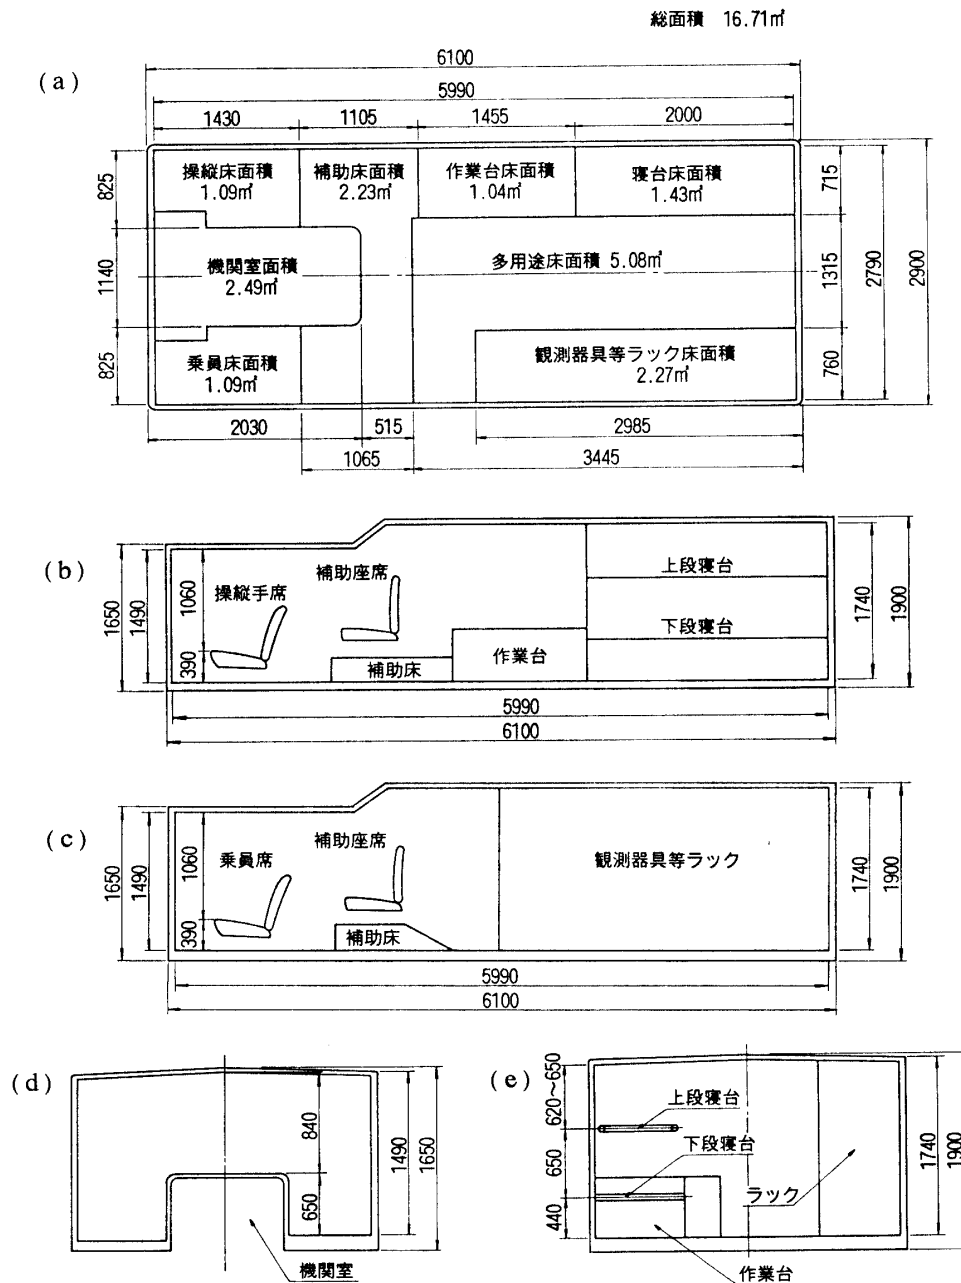 総面積 16.71㎡
(a)
6100
5990
1430 1105 1455 2000
操縦床面積 補助床面積 作業台床面積 寝台床面積
1.09㎡ 2.23㎡ 1.04㎡ 1.43㎡
825 715
機関室面積 多用途床面積 5.08㎡
2.49㎡
1140 1315 2790 2900
乗員床面積 観測器具等ラック床面積
1.09㎡ 2.27㎡
825 760
2030 515 2985
1065 3445
(b)
1650 1490 1060 390
操縦手席 補助座席 上段寝台
下段寝台
補助床 作業台
1740 1900
5990
6100
(c)
1650 1490 1060 390
乗員席 補助座席 観測器具等ラック
補助床
1740 1900
5990
6100
(d)
840 1490 1650
650
機関室
(e)
620〜650
上段寝台
650 下段寝台
440 ラック
1740 1900
作業台